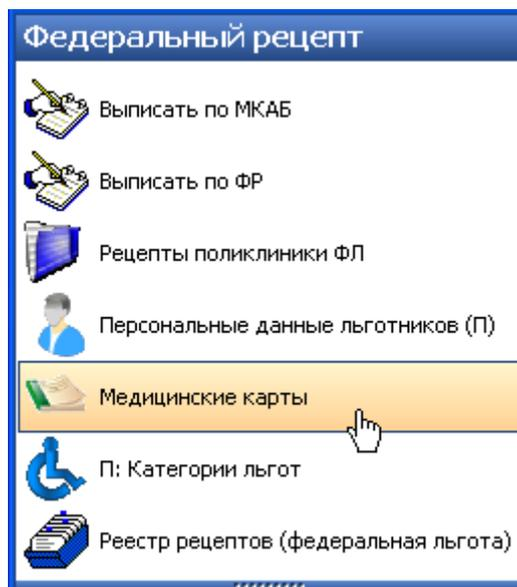 Федеральный рецепт
Выписать по МКАБ
Выписать по ФР
Рецепты поликлиники ФЛ
Персональные данные льготников (П)
Медицинские карты
П: Категории льгот
Реестр рецептов (федеральная льгота)